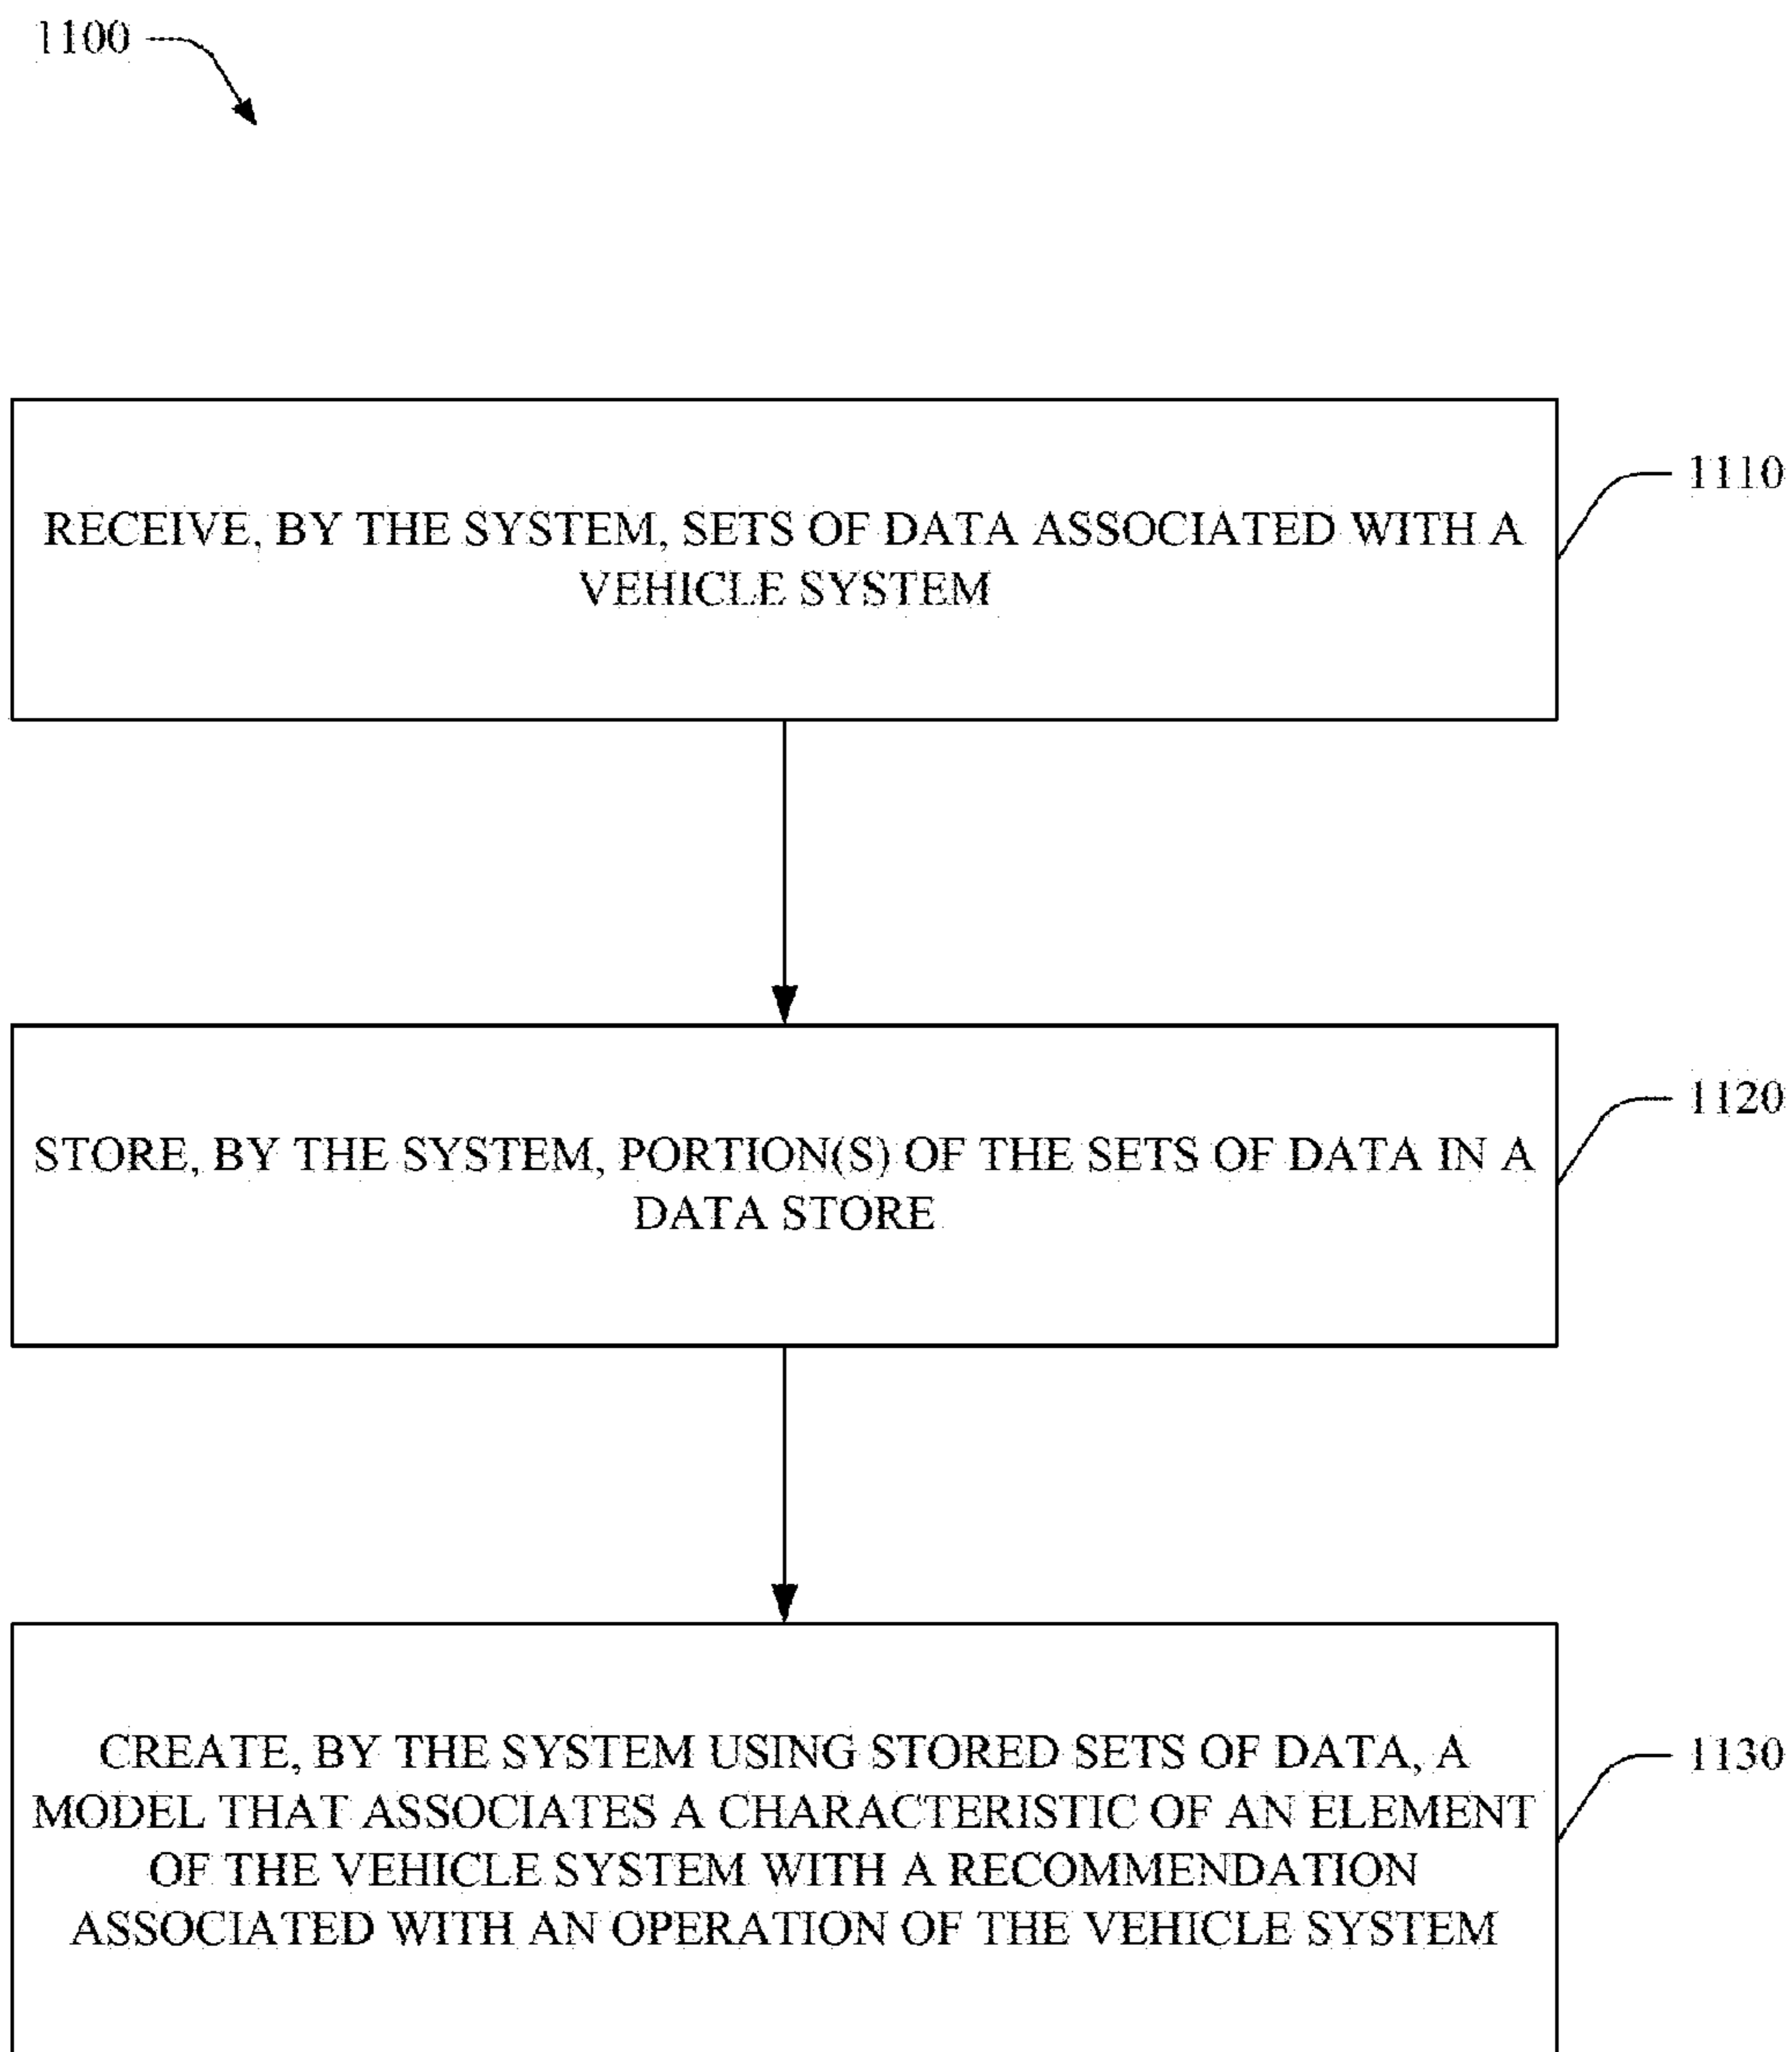 1100
RECEIVE, BY THE SYSTEM, SETS OF DATA ASSOCIATED WITH A
VEHICLE SYSTEM
1110
STORE, BY THE SYSTEM, PORTION(S) OF THE SETS OF DATA IN A
DATA STORE
1120
CREATE, BY THE SYSTEM USING STORED SETS OF DATA, A
MODEL THAT ASSOCIATES A CHARACTERISTIC OF AN ELEMENT
OF THE VEHICLE SYSTEM WITH A RECOMMENDATION
ASSOCIATED WITH AN OPERATION OF THE VEHICLE SYSTEM
1130